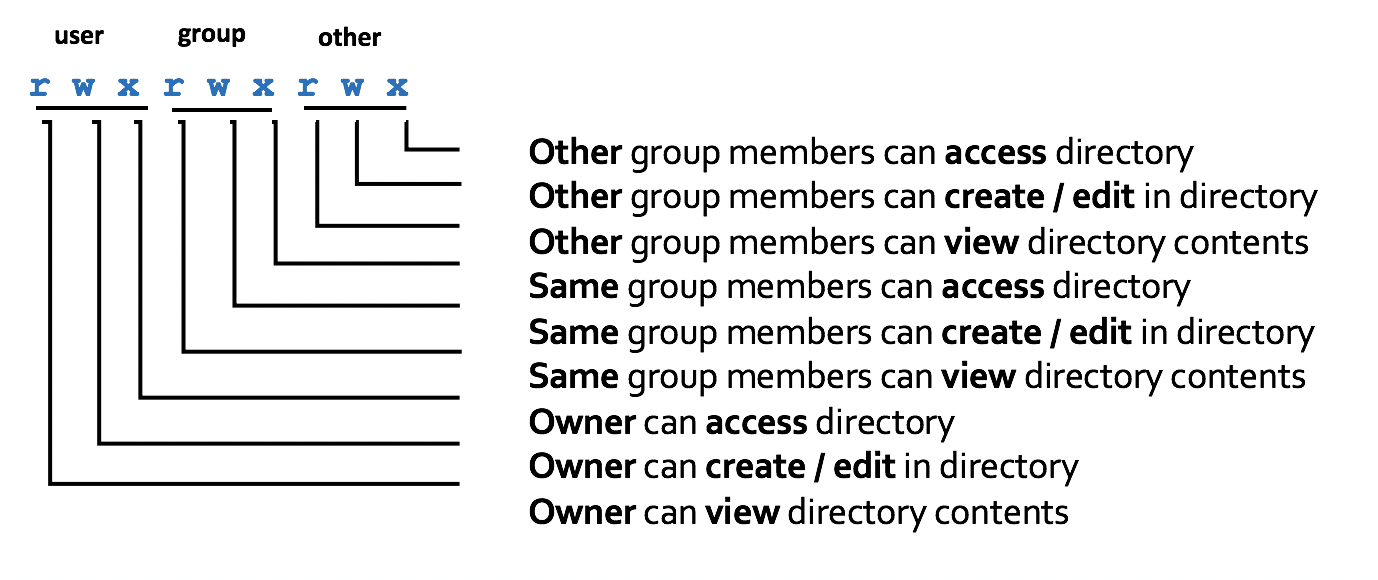 user group other
r w x r w x r w x
Other group members can access directory
Other group members can create / edit in directory
Other group members can view directory contents
Same group members can access directory
Same group members can create / edit in directory
Same group members can view directory contents
Owner can access directory
Owner can create / edit in directory
Owner can view directory contents